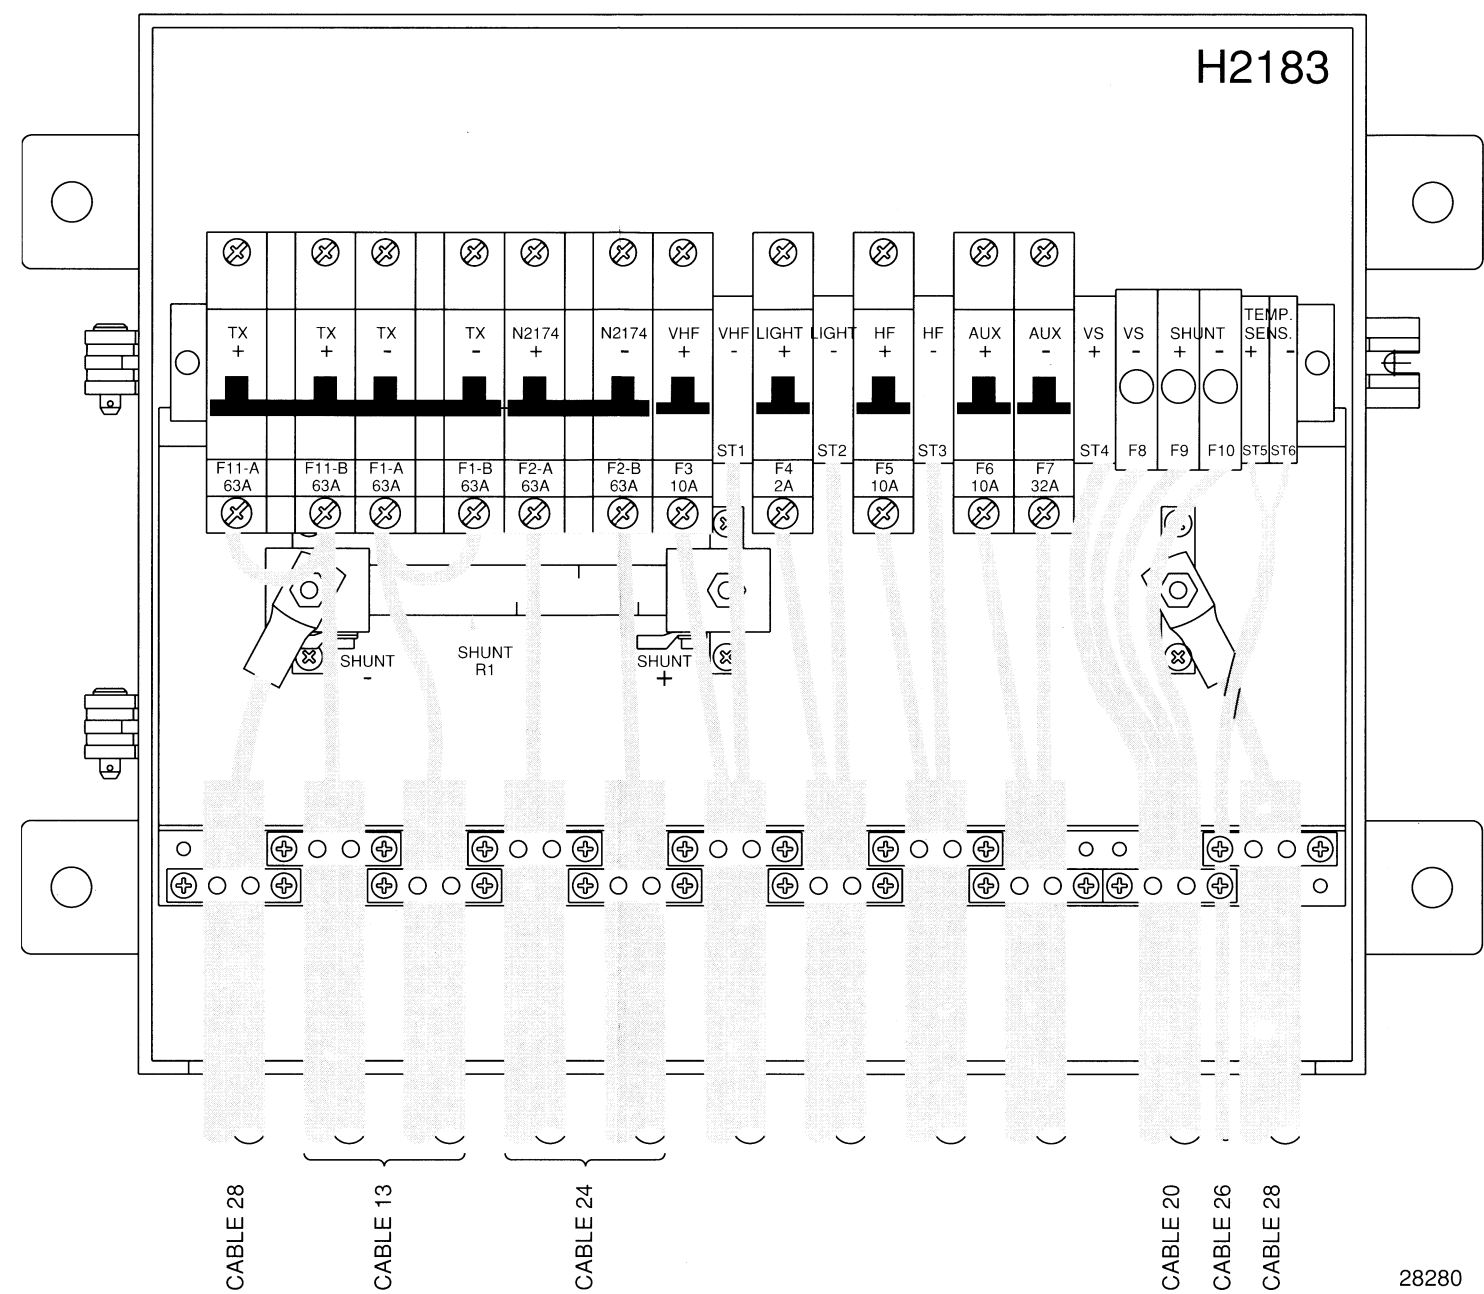 H2183
TX TX TX TX N2174 N2174 VHF VHF LIGHT LIGHT HF HF AUX AUX VS VS SHUNT TEMP. SENS.
+ + - - + - + - + - + - + - + - + - + -
ST1 ST2 ST3 ST4 F8 F9 F10 ST5 ST6
F11-A F11-B F1-A F1-B F2-A F2-B F3 F4 F5 F6 F7
63A 63A 63A 63A 63A 63A 10A 2A 10A 10A 32A
SHUNT
-
SHUNT
R1
SHUNT
+
CABLE 28
CABLE 13
CABLE 24
CABLE 20
CABLE 26
CABLE 28
28280